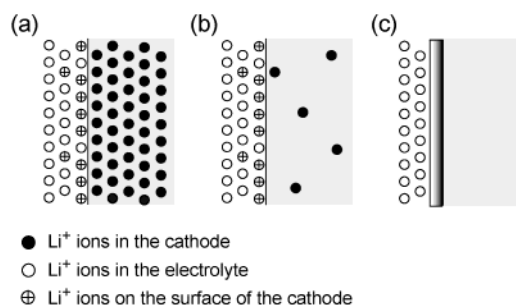 (a) (b) (c)
Li⁺ ions in the cathode
Li⁺ ions in the electrolyte
Li⁺ ions on the surface of the cathode